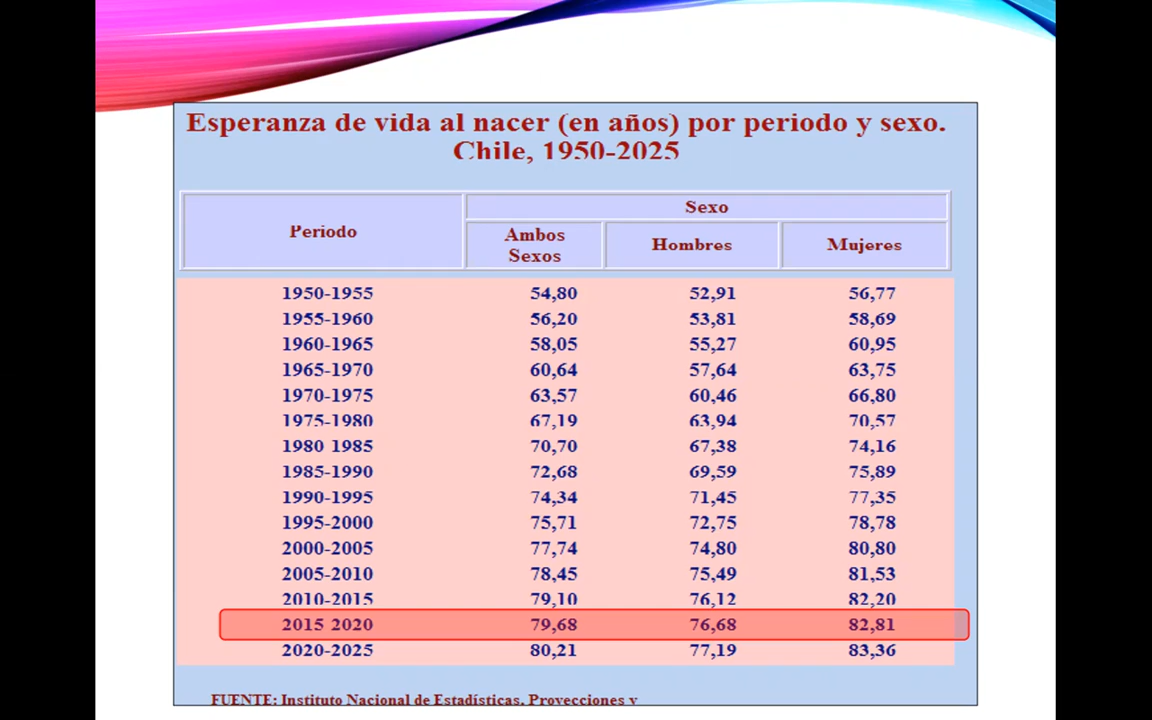 Esperanza de vida al nacer (en años) por periodo y sexo.
Chile, 1950-2025
Periodo
Sexo
Ambos Sexos
Hombres
Mujeres
1950-1955 54,80 52,91 56,77
1955-1960 56,20 53,81 58,69
1960-1965 58,05 55,27 60,95
1965-1970 60,64 57,64 63,75
1970-1975 63,57 60,46 66,80
1975-1980 67,19 63,94 70,57
1980 1985 70,70 67,38 74,16
1985-1990 72,68 69,59 75,89
1990-1995 74,34 71,45 77,35
1995-2000 75,71 72,75 78,78
2000-2005 77,74 74,80 80,80
2005-2010 78,45 75,49 81,53
2010-2015 79,10 76,12 82,20
2015 2020 79,68 76,68 82,81
2020-2025 80,21 77,19 83,36
FUENTE: Instituto Nacional de Estadísticas. Proyecciones y